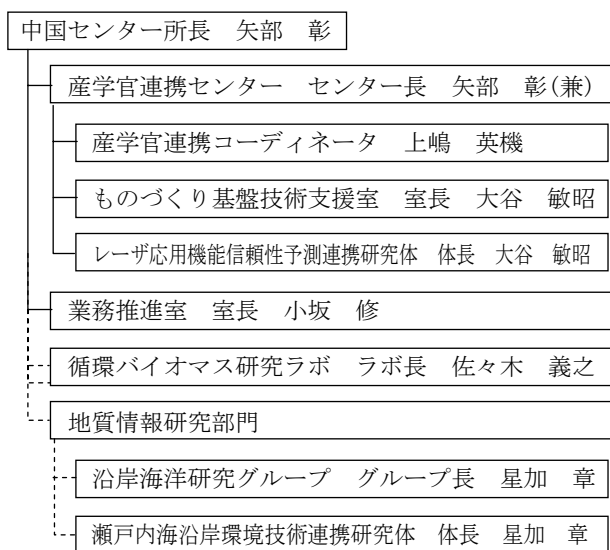 中国センター所長　矢部　彰
産学官連携センター　センター長　矢部　彰(兼)
産学官連携コーディネータ　上嶋　英機
ものづくり基盤技術支援室　室長　大谷　敏昭
レーザ応用機能信頼性予測連携研究体　体長　大谷　敏昭
業務推進室　室長　小坂　修
循環バイオマス研究ラボ　ラボ長　佐々木　義之
地質情報研究部門
沿岸海洋研究グループ　グループ長　星加　章
瀬戸内海沿岸環境技術連携研究体　体長　星加　章